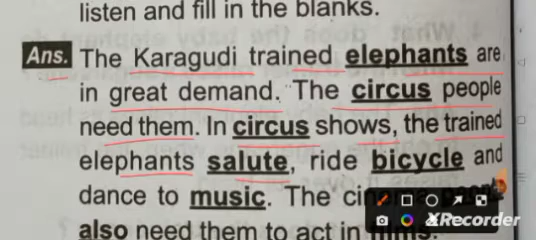 listen and fill in the blanks.
Ans. The Karagudi trained elephants are
in great demand. The circus people
need them. In circus shows, the trained
elephants salute, ride bicycle and
dance to music. The
also need them to act in films.
XRecorder